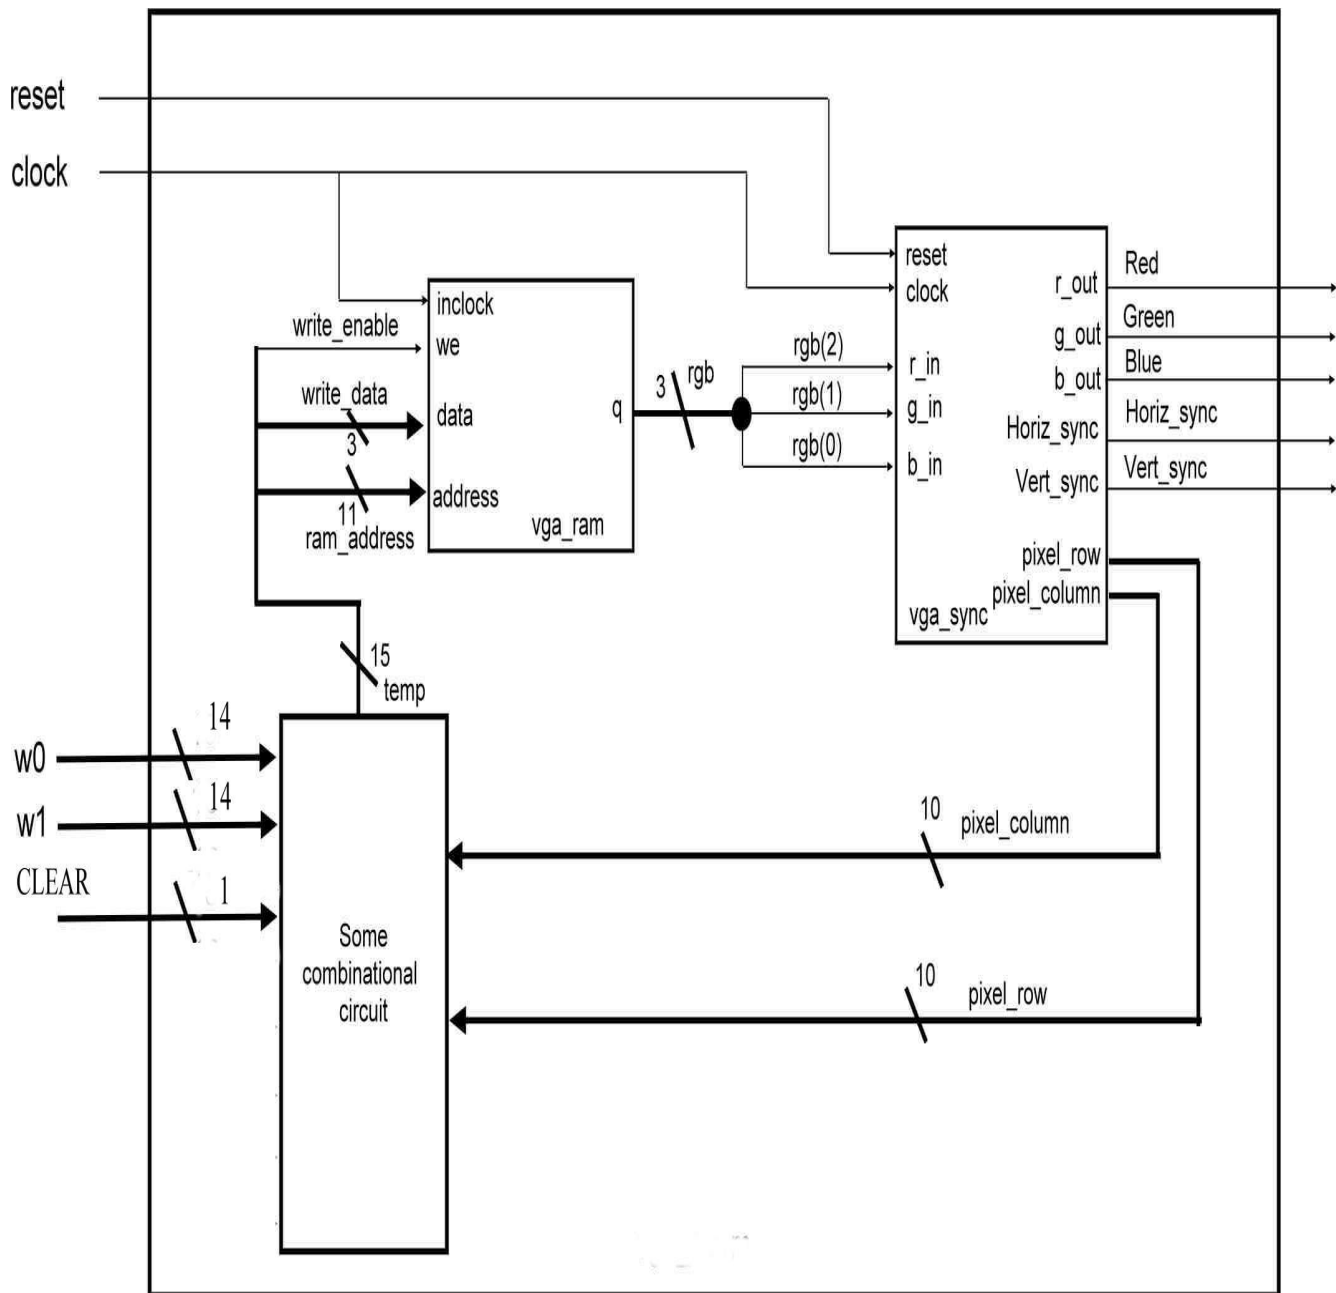 reset
clock
reset
clock
r_in
g_in
b_in
r_out
g_out
b_out
Horiz_sync
Vert_sync
pixel_row
pixel_column
vga_sync
Red
Green
Blue
Horiz_sync
Vert_sync
inclock
we
data
address
q
vga_ram
write_enable
write_data
3
11
ram_address
3
rgb
rgb(2)
rgb(1)
rgb(0)
15
temp
w0
14
w1
14
CLEAR
1
Some
combinational
circuit
10
pixel_column
10
pixel_row